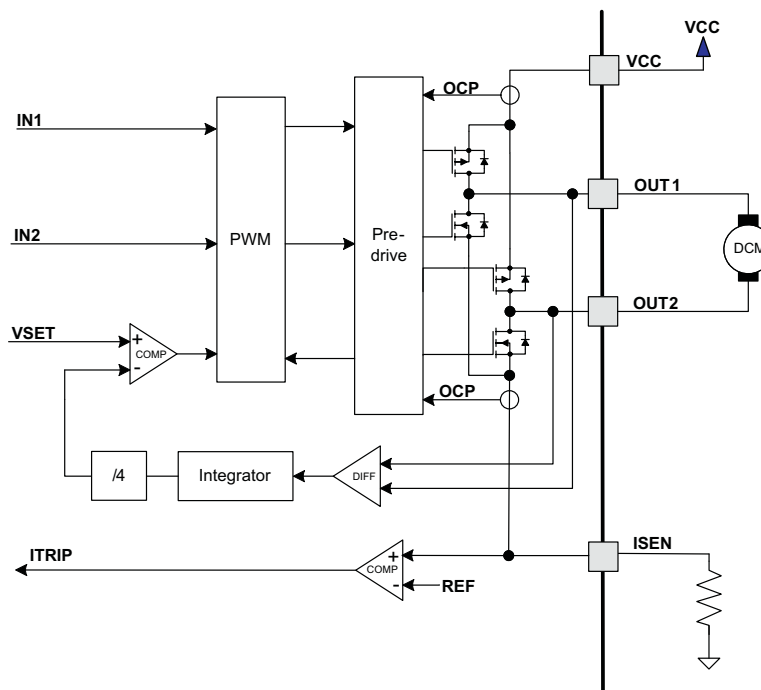 VCC
VCC
OCP
IN1
OUT1
PWM
Pre-
drive
IN2
DCM
OUT2
VSET
+
COMP
-
OCP
/4
Integrator
DIFF
ISEN
ITRIP
+
COMP
-
REF